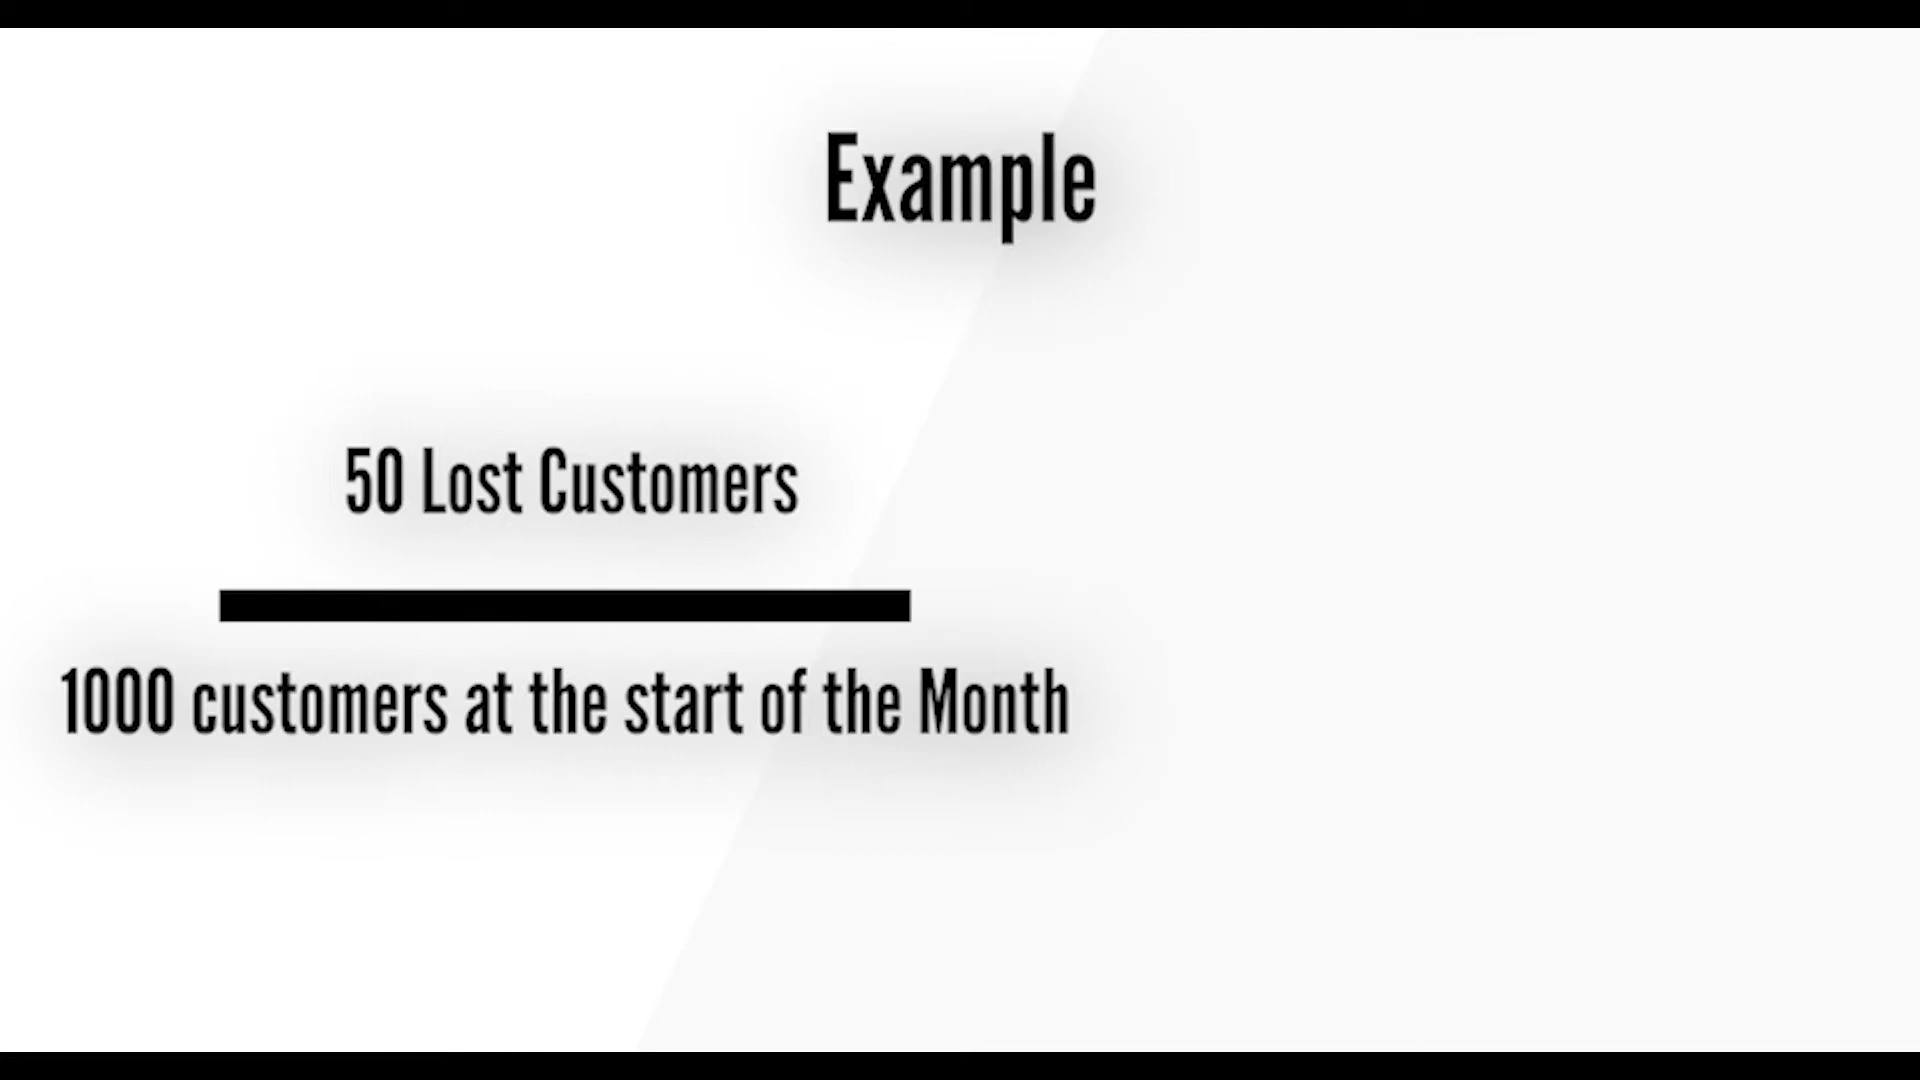 Example
50 Lost Customers
1000 customers at the start of the Month